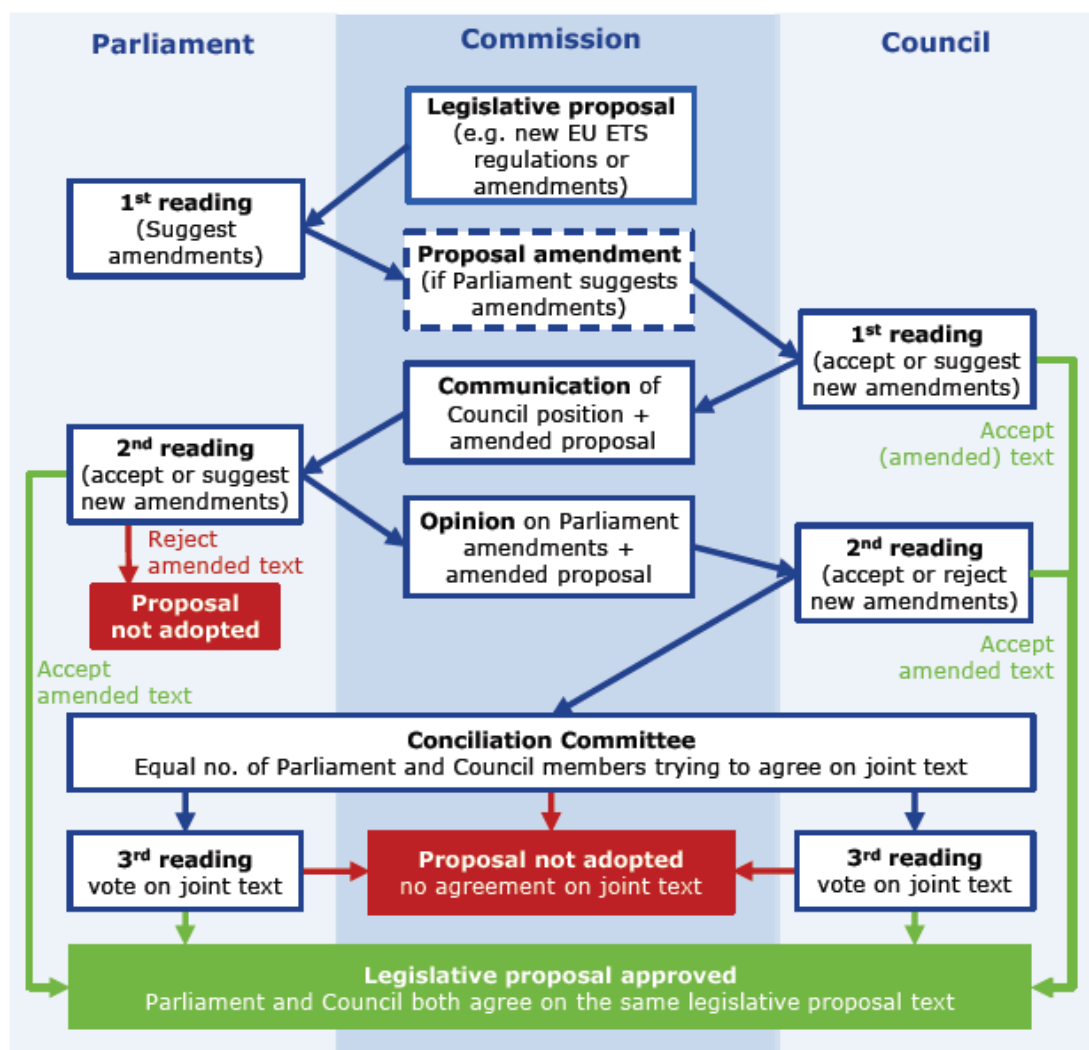 Parliament
Commission
Council
Legislative proposal
(e.g. new EU ETS
regulations or
amendments)
1st reading
(Suggest
amendments)
Proposal amendment
(if Parliament suggests
amendments)
1st reading
(accept or suggest
new amendments)
Communication of
Council position +
amended proposal
Accept
(amended) text
2nd reading
(accept or suggest
new amendments)
Opinion on Parliament
amendments +
amended proposal
Reject
amended text
2nd reading
(accept or reject
new amendments)
Proposal
not adopted
Accept
amended text
Accept
amended text
Conciliation Committee
Equal no. of Parliament and Council members trying to agree on joint text
3rd reading
vote on joint text
Proposal not adopted
no agreement on joint text
3rd reading
vote on joint text
Legislative proposal approved
Parliament and Council both agree on the same legislative proposal text